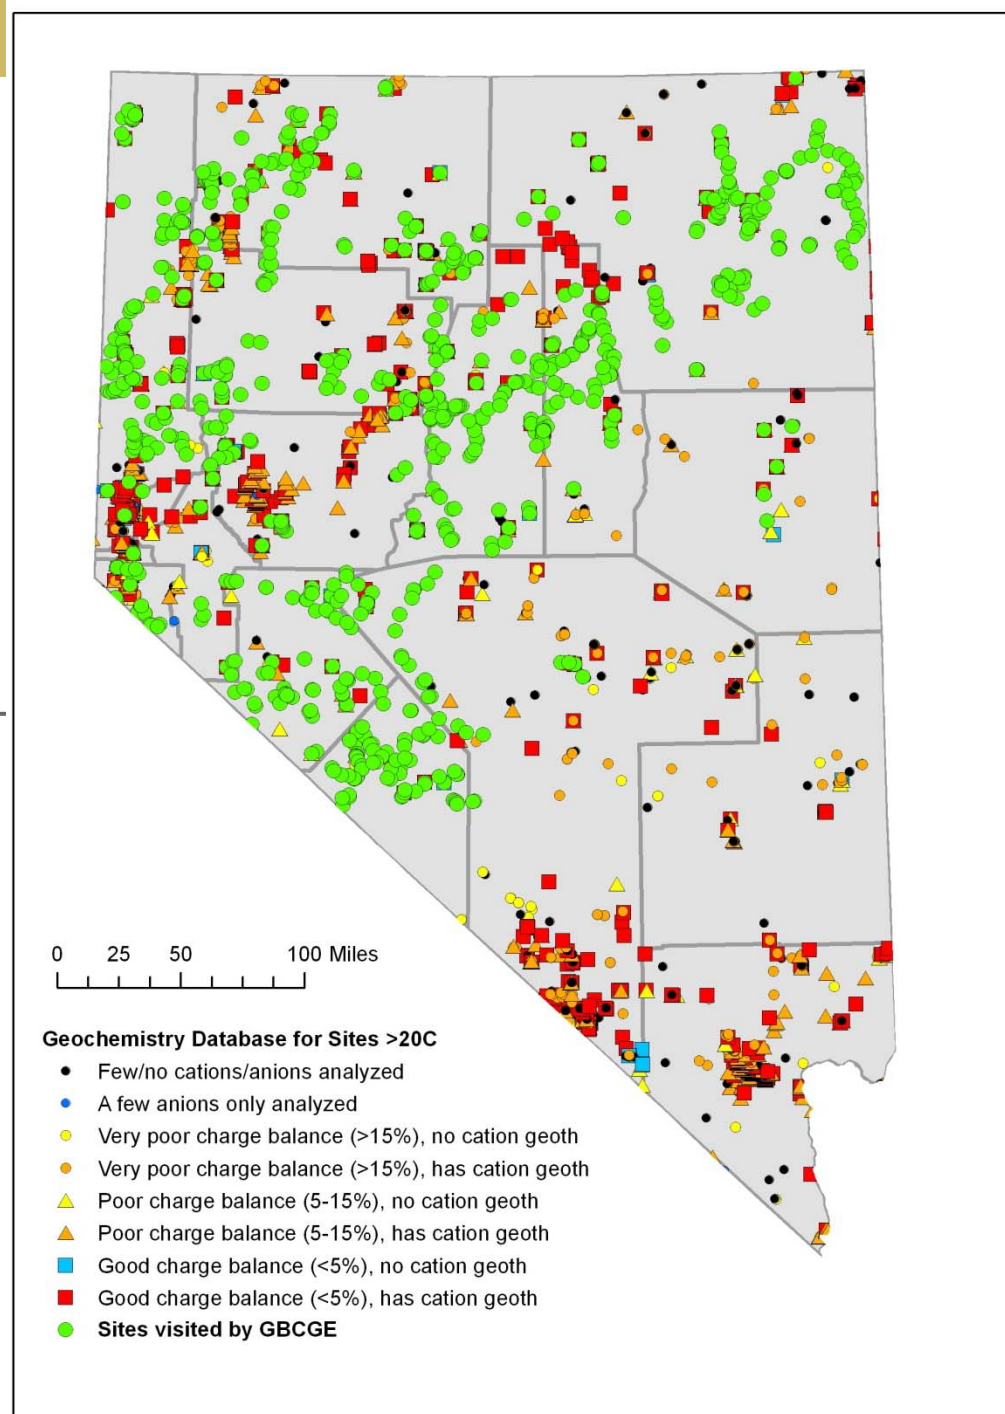 0 25 50 100 Miles
Geochemistry Database for Sites >20C
Few/no cations/anions analyzed
A few anions only analyzed
Very poor charge balance (>15%), no cation geoth
Very poor charge balance (>15%), has cation geoth
Poor charge balance (5-15%), no cation geoth
Poor charge balance (5-15%), has cation geoth
Good charge balance (<5%), no cation geoth
Good charge balance (<5%), has cation geoth
Sites visited by GBCGE